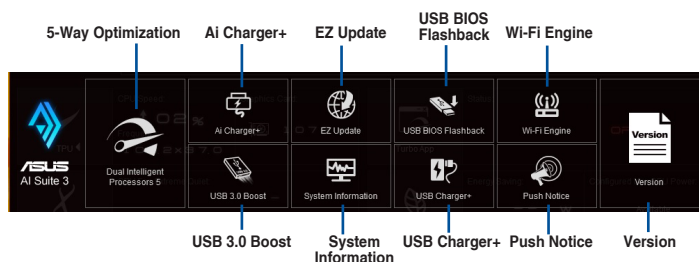 USB BIOS
5-Way Optimization Ai Charger+ EZ Update Flashback Wi-Fi Engine
Ai Charger+ EZ Update USB BIOS Flashback Wi-Fi Engine
Version
ASUS
AI Suite 3
Dual Intelligent
Processors 5
USB 3.0 Boost System Information USB Charger+ Push Notice Version
USB 3.0 Boost System USB Charger+ Push Notice Version
Information